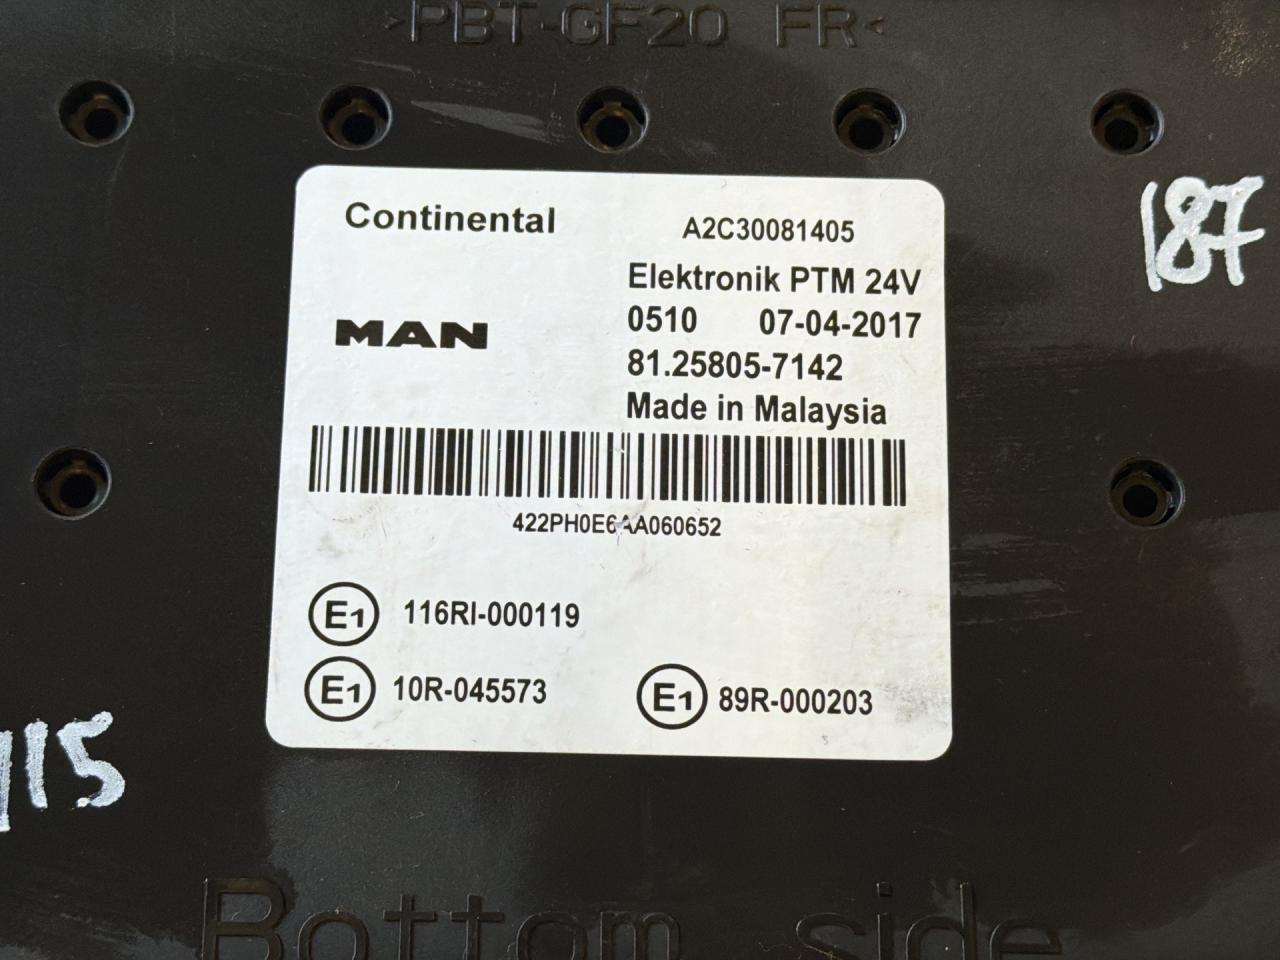 >PBT-GF20 FR<
187
Continental
A2C30081405
Elektronik PTM 24V
0510 07-04-2017
MAN
81.25805-7142
Made in Malaysia
422PH0E6AA060652
E1 116RI-000119
E1 10R-045573
E1 89R-000203
115
Bottom side